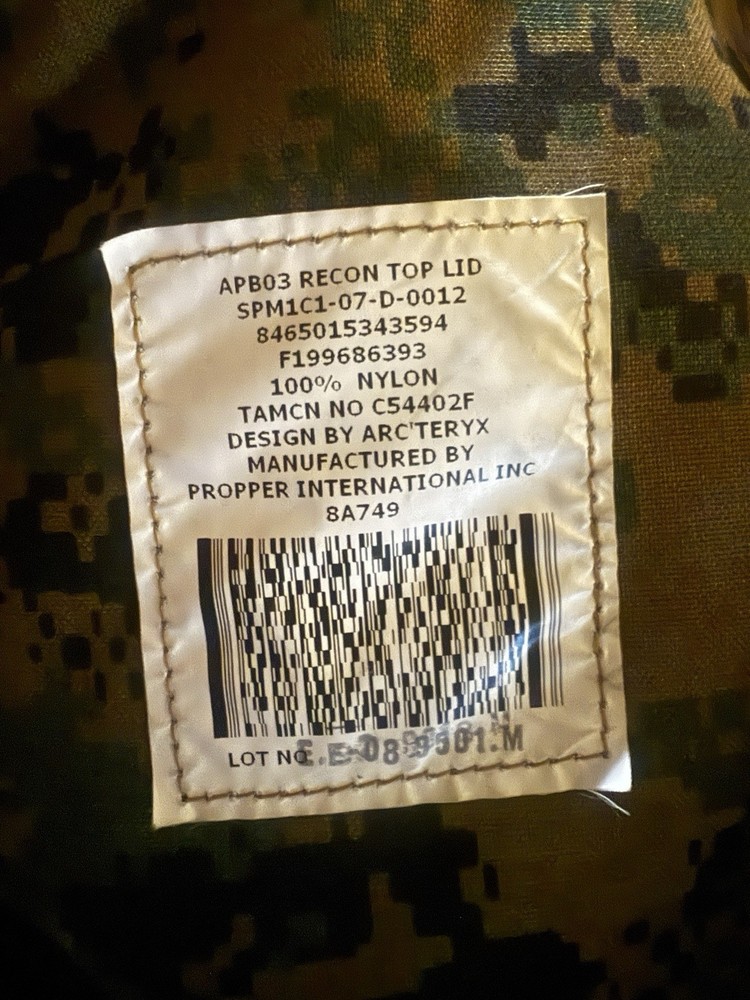 APB03 RECON TOP LID
SPM1C1-07-D-0012
8465015343594
F199686393
100% NYLON
TAMCN NO C54402F
DESIGN BY ARC'TERYX
MANUFACTURED BY
PROPPER INTERNATIONAL INC
8A749
LOT NO